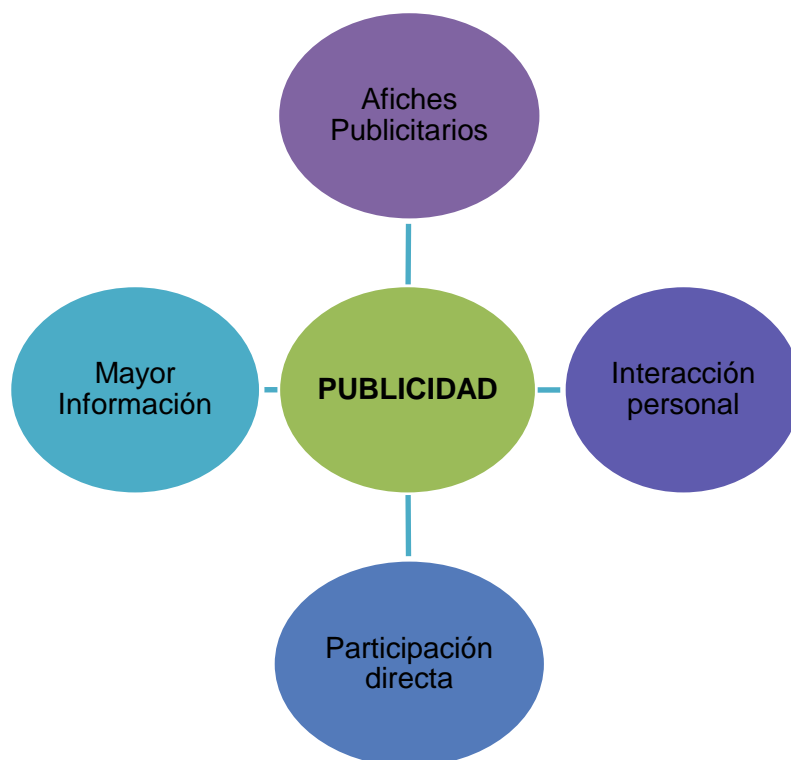 Afiches
Publicitarios
Mayor
Información
PUBLICIDAD
Interacción
personal
Participación
directa